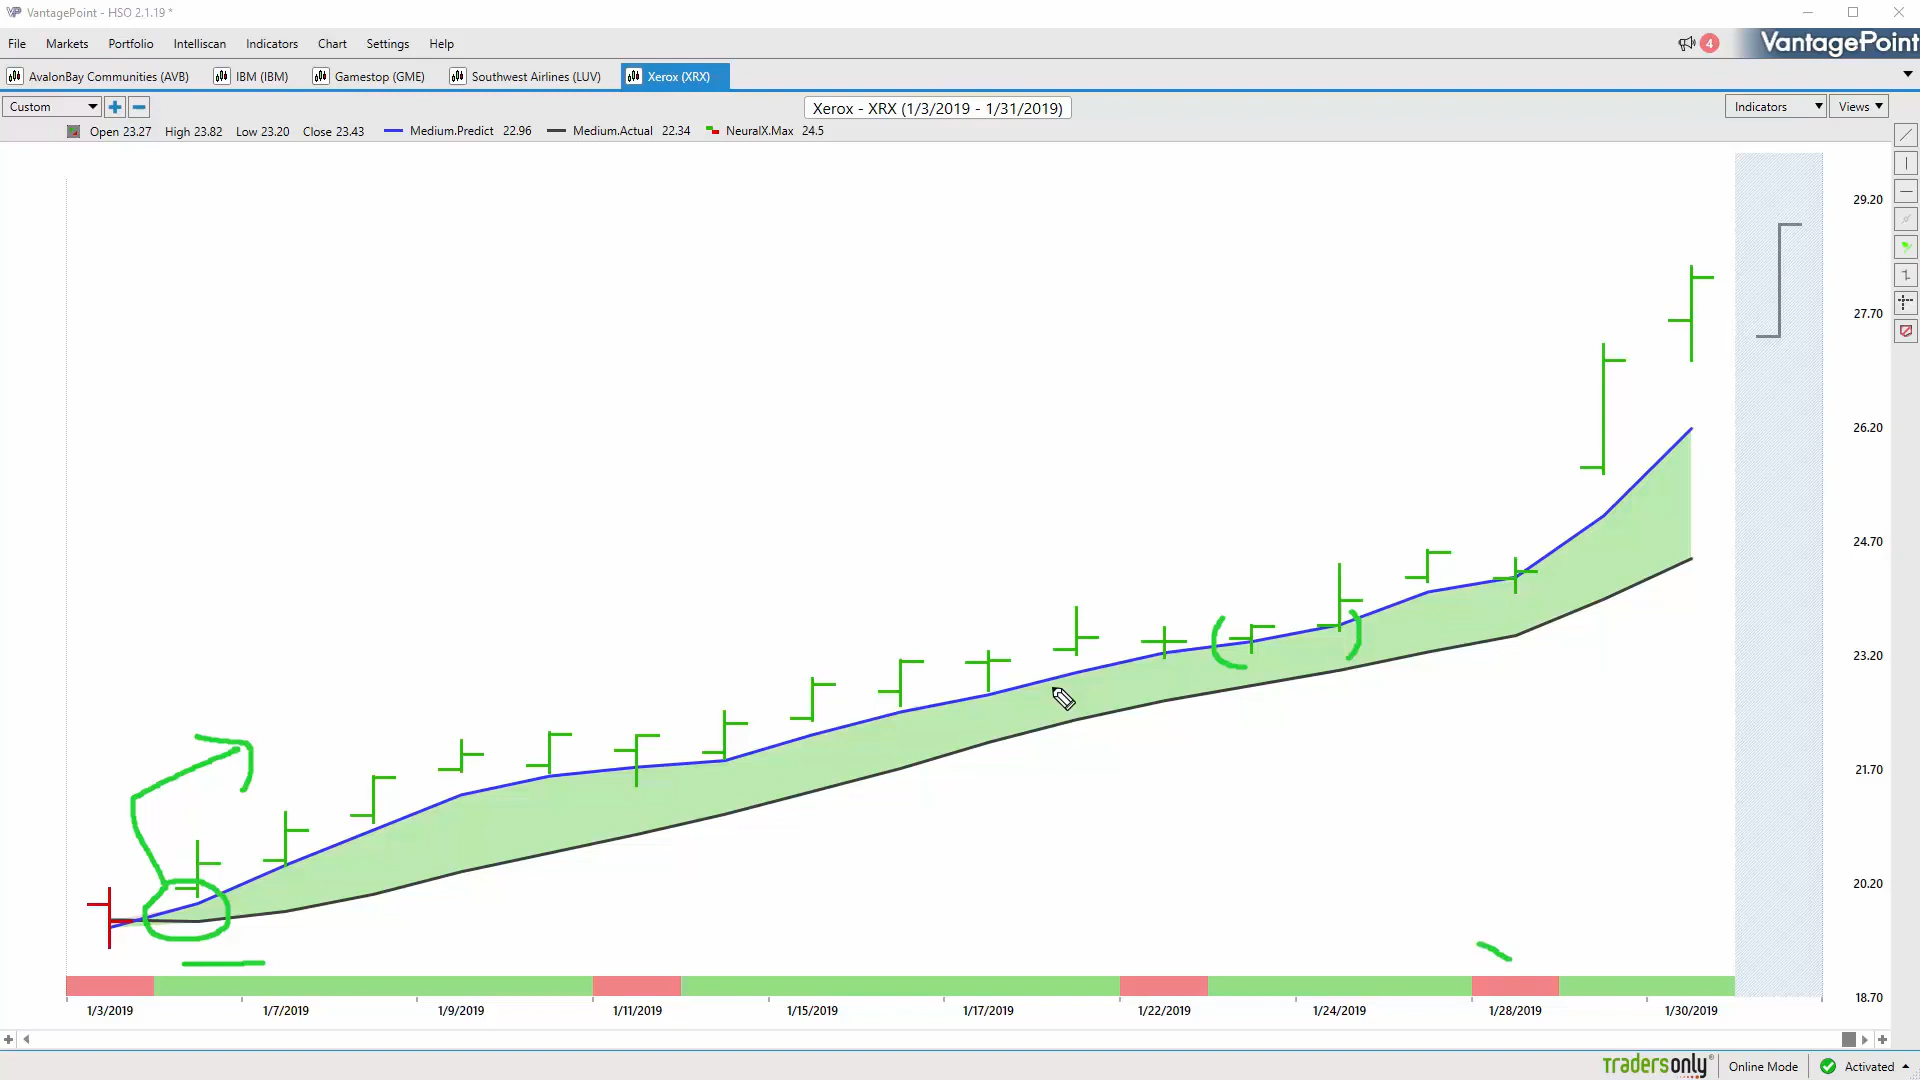 VantagePoint - HSO 2.1.19 *
File Markets Portfolio Intelliscan Indicators Chart Settings Help 4 VantagePoint
AvalonBay Communities (AVB) IBM (IBM) Gamestop (GME) Southwest Airlines (LUV) Xerox (XRX)
Custom Xerox - XRX (1/3/2019 - 1/31/2019) Indicators Views
Open 23.27 High 23.82 Low 23.20 Close 23.43 Medium.Predict 22.96 Medium.Actual 22.34 NeuralX.Max 24.5
29.20
27.70
26.20
24.70
23.20
21.70
20.20
18.70
1/3/2019 1/7/2019 1/9/2019 1/11/2019 1/15/2019 1/17/2019 1/22/2019 1/24/2019 1/28/2019 1/30/2019
tradersonly Online Mode Activated